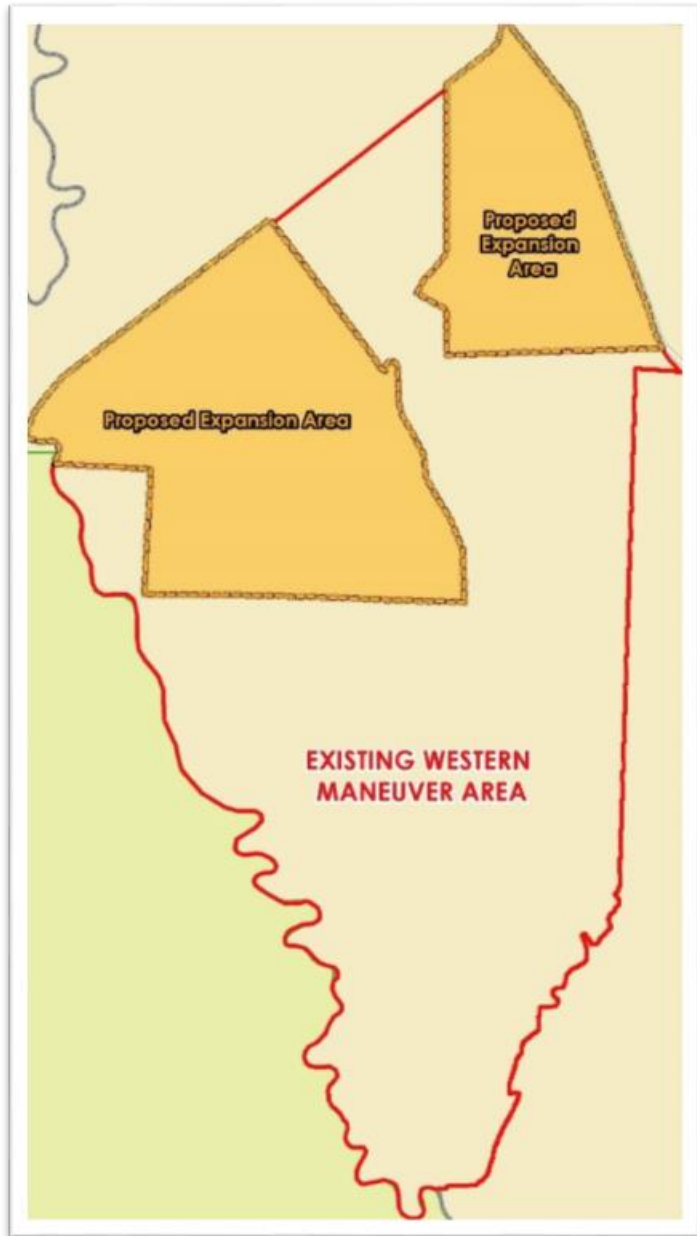 Proposed
Expansion
Area
Proposed Expansion Area
EXISTING WESTERN
MANEUVER AREA